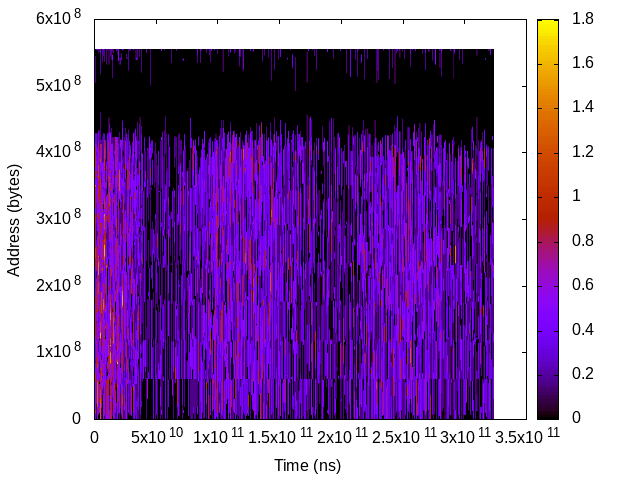 Address (bytes)
6x10^8
5x10^8
4x10^8
3x10^8
2x10^8
1x10^8
0
0 5x10^10 1x10^11 1.5x10^11 2x10^11 2.5x10^11 3x10^11 3.5x10^11
Time (ns)
1.8
1.6
1.4
1.2
1
0.8
0.6
0.4
0.2
0